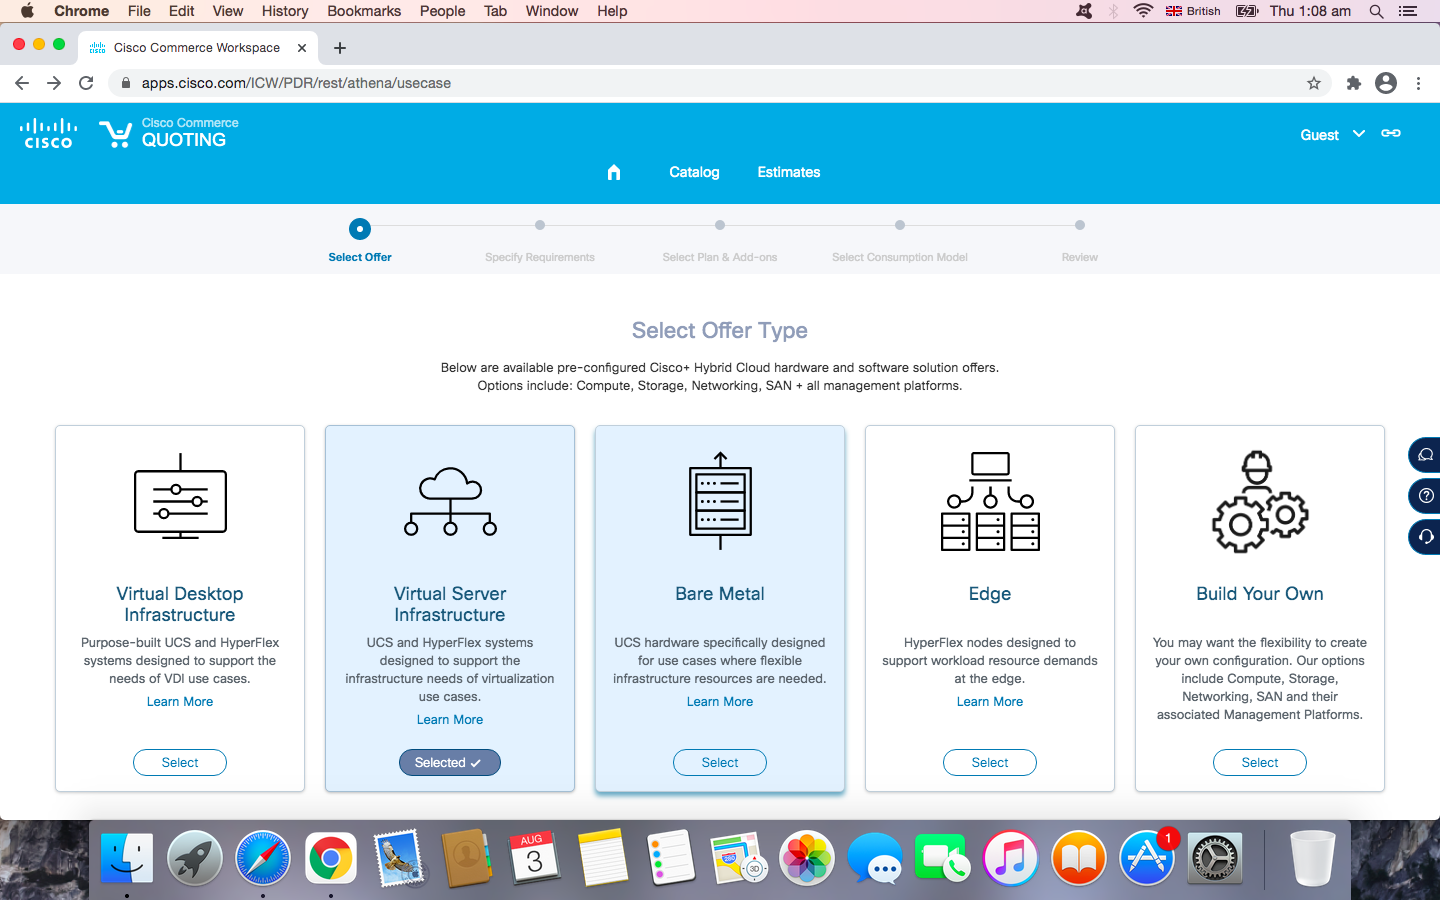 Chrome File Edit View History Bookmarks People Tab Window Help British Thu 1:08 am
Cisco Commerce Workspace
apps.cisco.com/ICW/PDR/rest/athena/usecase
CISCO
Cisco Commerce
QUOTING
Guest
Catalog Estimates
Select Offer Specify Requirements Select Plan & Add-ons Select Consumption Model Review
Select Offer Type
Below are available pre-configured Cisco+ Hybrid Cloud hardware and software solution offers.
Options include: Compute, Storage, Networking, SAN + all management platforms.
Virtual Desktop
Infrastructure
Purpose-built UCS and HyperFlex
systems designed to support the
needs of VDI use cases.
Learn More
Select
Virtual Server
Infrastructure
UCS and HyperFlex systems
designed to support the
infrastructure needs of virtualization
use cases.
Learn More
Selected
Bare Metal
UCS hardware specifically designed
for use cases where flexible
infrastructure resources are needed.
Learn More
Select
Edge
HyperFlex nodes designed to
support workload resource demands
at the edge.
Learn More
Select
Build Your Own
You may want the flexibility to create
your own configuration. Our options
include Compute, Storage,
Networking, SAN and their
associated Management Platforms.
Select
AUG
3
280
3D
1